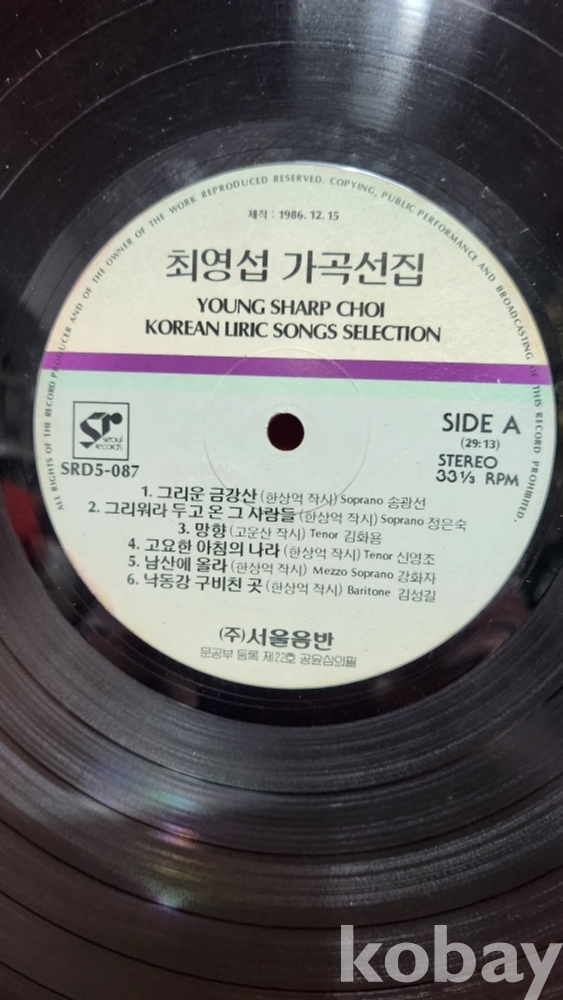 ALL RIGHTS OF THE RECORD PRODUCER AND OF THE OWNER OF THE WORK REPRODUCED RESERVED. COPYING, PUBLIC PERFORMANCE AND BROADCASTING OF THIS RECORD PROHIBITED.
제작 : 1986. 12. 15
최영섭 가곡선집
YOUNG SHARP CHOI
KOREAN LIRIC SONGS SELECTION
seoul
records
SRD5-087
SIDE A
(29:13)
STEREO
33 1/3 RPM
1. 그리운 금강산 (한상억 작시) Soprano 송광선
2. 그리워라 두고 온 그 사람들 (한상억 작시) Soprano 정은숙
3. 망향 (고운산 작시) Tenor 김화용
4. 고요한 아침의 나라 (한상억 작시) Tenor 신영조
5. 남산에 올라 (한상억 작시) Mezzo Soprano 강화자
6. 낙동강 구비친 곳 (한상억 작시) Baritone 김성길
(주)서울음반
문공부 등록 제22호 공윤심의필
kobay